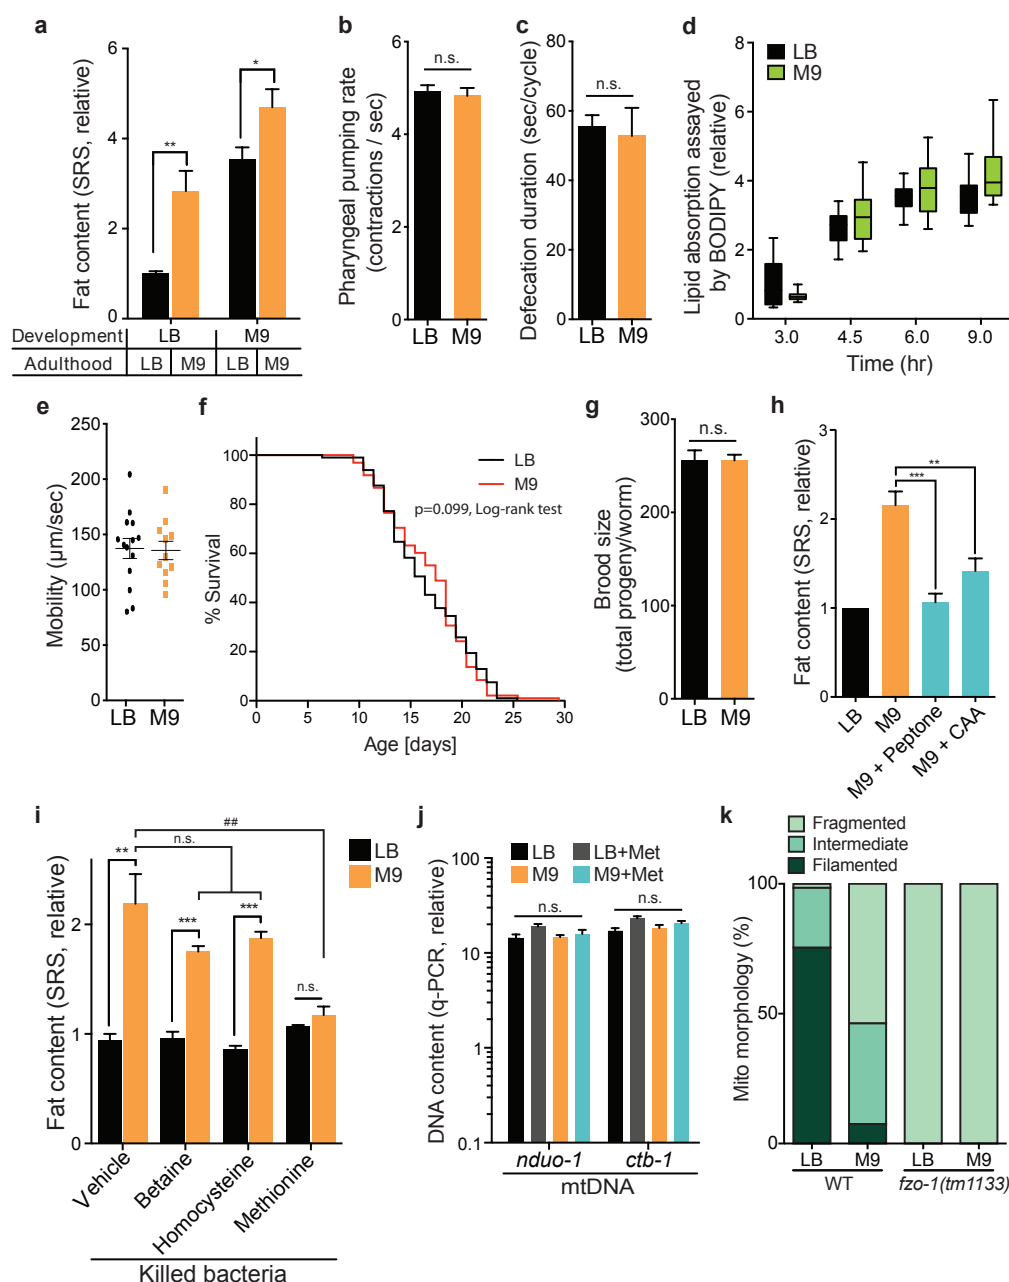 a
Fat content (SRS, relative)
6
4
2
0
**
*
Development LB M9
Adulthood LB M9 LB M9
b
Pharyngeal pumping rate
(contractions / sec)
6
4
2
0
n.s.
LB M9
c
Defecation duration (sec/cycle)
80
60
40
20
0
n.s.
LB M9
d
Lipid absorption assayed
by BODIPY (relative)
8
6
4
2
0
LB
M9
3.0 4.5 6.0 9.0
Time (hr)
e
Mobility (µm/sec)
250
200
150
100
50
0
LB M9
f
% Survival
100
80
60
40
20
0
LB
M9
p=0.099, Log-rank test
0 5 10 15 20 25 30
Age [days]
g
Brood size
(total progeny/worm)
300
200
100
0
n.s.
LB M9
h
Fat content (SRS, relative)
3
2
1
0
**
***
LB
M9
M9 + Peptone
M9 + CAA
i
Fat content (SRS, relative)
2
1
0
##
n.s.
**
***
***
n.s.
LB
M9
Vehicle
Betaine
Homocysteine
Methionine
Killed bacteria
j
DNA content (q-PCR, relative)
100
10
1
0.1
LB LB+Met
M9 M9+Met
n.s. n.s.
nduo-1 ctb-1
mtDNA
k
Fragmented
Intermediate
Filamented
Mito morphology (%)
100
50
0
LB M9 LB M9
WT fzo-1(tm1133)